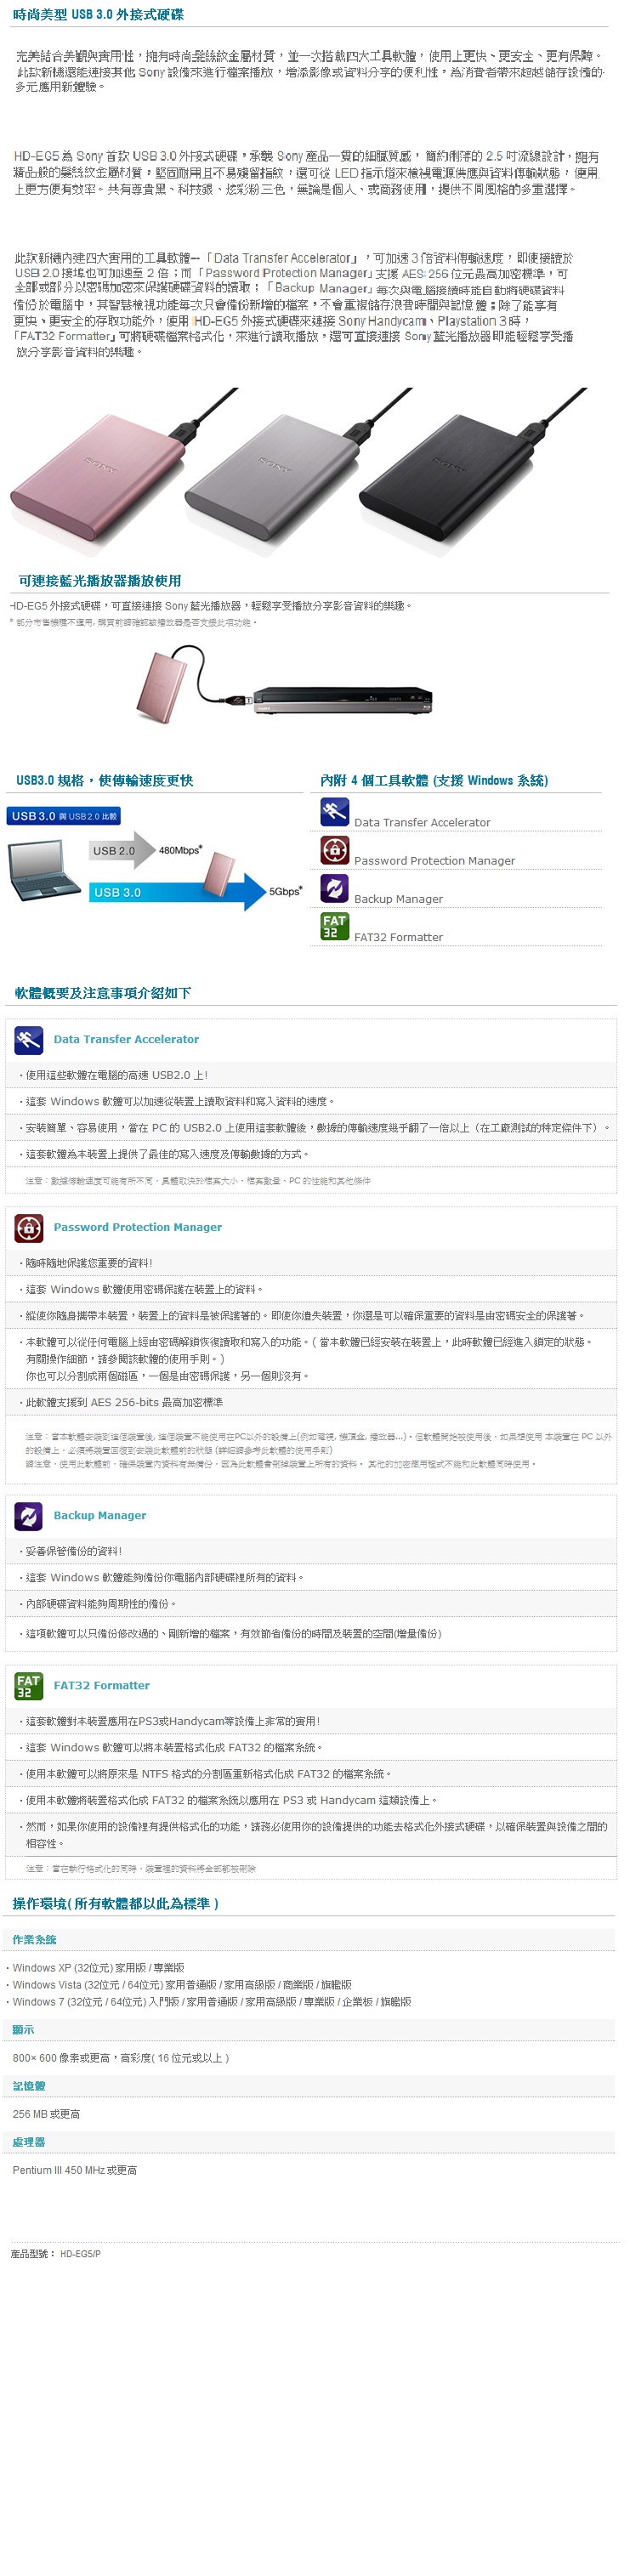 時尚美型 USB 3.0 外接式硬碟
完美結合美觀與實用性，擁有時尚髮絲紋金屬材質，並一次搭載四大工具軟體，使用上更快、更安全、更有保障。
此款新機還能連接其他 Sony 設備來進行檔案播放，增添影像或資料分享的便利性，為消費者帶來超越儲存設備的
多元應用新體驗。
HD-EG5 為 Sony 首款 USB 3.0 外接式硬碟，承襲 Sony 產品一貫的細膩質感，簡約俐落的 2.5 吋流線設計，擁有
精品般的髮絲紋金屬材質，堅固耐用且不易殘留指紋，還可從 LED 指示燈來檢視電源供應與資料傳輸狀態，使用
上更方便有效率。共有尊貴黑、科技銀、炫彩粉三色，無論是個人、或商務使用，提供不同風格的多重選擇。
此款新機內建四大實用的工具軟體--「Data Transfer Accelerator」，可加速 3 倍資料傳輸速度，即使接續於
USB 2.0 接埠也可加速至 2 倍；而「Password Protection Manager」支援 AES 256 位元最高加密標準，可
全部或部分以密碼加密來保護硬碟資料的讀取；「Backup Manager」每次與電腦接續時能自動將硬碟資料
備份於電腦中，其智慧檢視功能每次只會備份新增的檔案，不會重複儲存浪費時間與記憶體；除了能享有
更快、更安全的存取功能外，使用 HD-EG5 外接式硬碟來連接 Sony Handycam、Playstation 3 時，
「FAT32 Formatter」可將硬碟檔案格式化，來進行讀取播放，還可直接連接 Sony 藍光播放器即能輕鬆享受播
放分享影音資料的樂趣。
SONY SONY SONY
可連接藍光播放器播放使用
HD-EG5 外接式硬碟，可直接連接 Sony 藍光播放器，輕鬆享受播放分享影音資料的樂趣。
* 部分市售機種不適用, 購買前請確認該播放器是否支援此項功能。
USB3.0 規格，使傳輸速度更快
USB 3.0 與 USB 2.0 比較
USB 2.0 480Mbps*
USB 3.0 5Gbps*
內附 4 個工具軟體 (支援 Windows 系統)
Data Transfer Accelerator
Password Protection Manager
Backup Manager
FAT 32 FAT32 Formatter
軟體概要及注意事項介紹如下
Data Transfer Accelerator
・使用這些軟體在電腦的高速 USB2.0 上!
・這套 Windows 軟體可以加速從裝置上讀取資料和寫入資料的速度。
・安裝簡單、容易使用，當在 PC 的 USB2.0 上使用這套軟體後，數據的傳輸速度幾乎翻了一倍以上（在工廠測試的特定條件下）。
・這套軟體為本裝置上提供了最佳的寫入速度及傳輸數據的方式。
注意：數據傳輸速度可能有所不同、具體取決於檔案大小、檔案數量、PC 的性能和其他條件
Password Protection Manager
・隨時隨地保護您重要的資料!
・這套 Windows 軟體使用密碼保護在裝置上的資料。
・縱使你隨身攜帶本裝置，裝置上的資料是被保護著的。即使你遺失裝置，你還是可以確保重要的資料是由密碼安全的保護著。
・本軟體可以從任何電腦上經由密碼解鎖恢復讀取和寫入的功能。( 當本軟體已經安裝在裝置上，此時軟體已經進入鎖定的狀態。
有關操作細節，請參閱該軟體的使用手則。)
你也可以分割成兩個磁區，一個是由密碼保護，另一個則沒有。
・此軟體支援到 AES 256-bits 最高加密標準
注意：當本軟體安裝到這個裝置後, 這個裝置不能使用在PC以外的設備上(例如電視, 機頂盒, 播放器...)。但軟體開始被使用後、如果想使用 本裝置在 PC 以外
的設備上、必須將裝置回復到安裝此軟體前的狀態 (詳細請參考此軟體的使用手則)
請注意、使用此軟體前、確保裝置內資料有無備份、因為此軟體會刪掉裝置上所有的資料。 其他的加密應用程式不能和此軟體同時使用。
Backup Manager
・妥善保管備份的資料!
・這套 Windows 軟體能夠備份你電腦內部硬碟裡所有的資料。
・內部硬碟資料能夠周期性的備份。
・這項軟體可以只備份修改過的、剛新增的檔案，有效節省備份的時間及裝置的空間(增量備份)
FAT 32 FAT32 Formatter
・這套軟體對本裝置應用在PS3或Handycam等設備上非常的實用!
・這套 Windows 軟體可以將本裝置格式化成 FAT32 的檔案系統。
・使用本軟體可以將原來是 NTFS 格式的分割區重新格式化成 FAT32 的檔案系統。
・使用本軟體將裝置格式化成 FAT32 的檔案系統以應用在 PS3 或 Handycam 這類設備上。
・然而，如果你使用的設備裡有提供格式化的功能，請務必使用你的設備提供的功能去格式化外接式硬碟，以確保裝置與設備之間的
相容性。
注意：當在執行格式化的同時、裝置裡的資料將全部都被刪除
操作環境( 所有軟體都以此為標準 )
作業系統
・Windows XP (32位元) 家用版 / 專業版
・Windows Vista (32位元 / 64位元) 家用普通版 / 家用高級版 / 商業版 / 旗艦版
・Windows 7 (32位元 / 64位元) 入門版 / 家用普通版 / 家用高級版 / 專業版 / 企業板 / 旗艦版
顯示
800× 600 像素或更高，高彩度( 16 位元或以上 )
記憶體
256 MB 或更高
處理器
Pentium III 450 MHz 或更高
產品型號： HD-EG5/P